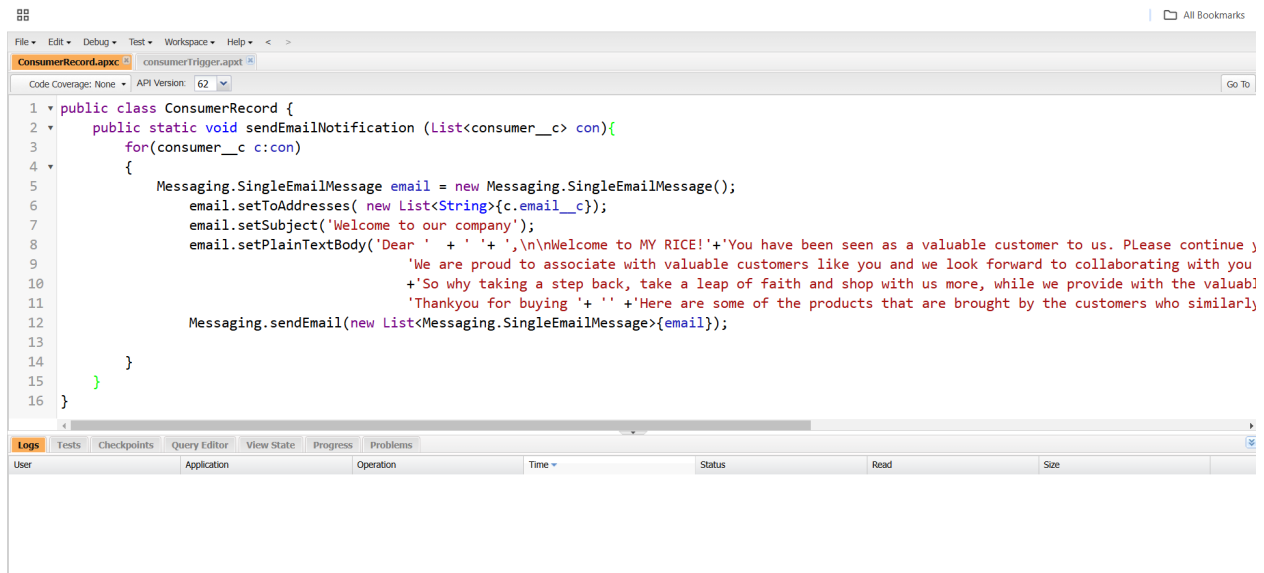 All Bookmarks
File Edit Debug Test Workspace Help < >
ConsumerRecord.apxc consumerTrigger.apxt
Code Coverage: None API Version: 62 Go To
1 public class ConsumerRecord {
2 public static void sendEmailNotification (List<consumer__c> con){
3 for(consumer__c c:con)
4 {
5 Messaging.SingleEmailMessage email = new Messaging.SingleEmailMessage();
6 email.setToAddresses( new List<String>{c.email__c});
7 email.setSubject('Welcome to our company');
8 email.setPlainTextBody('Dear ' + ' '+ ',\n\nWelcome to MY RICE!'+'You have been seen as a valuable customer to us. PLease continue
9 'We are proud to associate with valuable customers like you and we look forward to collaborating with you
10 +'So why taking a step back, take a leap of faith and shop with us more, while we provide with the
11 'Thankyou for buying '+ '' +'Here are some of the products that are brought by the customers who similarly
12 Messaging.sendEmail(new List<Messaging.SingleEmailMessage>{email});
13
14 }
15 }
16 }
Logs Tests Checkpoints Query Editor View State Progress Problems
User Application Operation Time Status Read Size